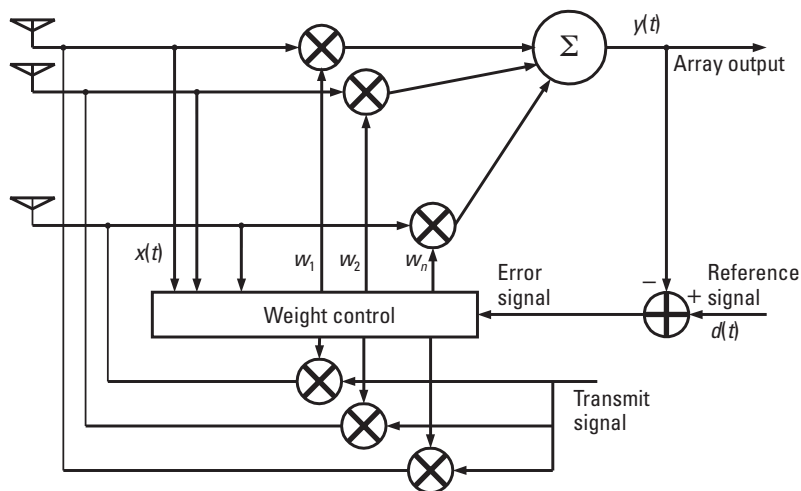 y(t)
Σ
Array output
x(t)
w1
w2
wn
Error
signal
−
+
Reference
signal
d(t)
Weight control
Transmit
signal